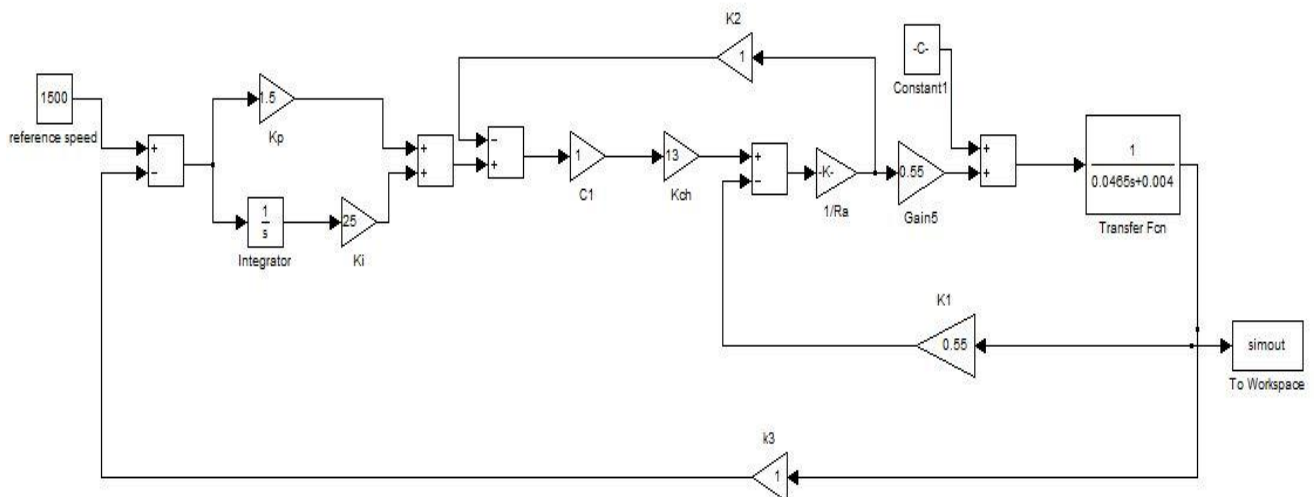 K2
1
-C-
Constant1
1500
reference speed
1.5
Kp
+
−
+
+
−
+
1
C1
13
Kch
+
−
-K-
1/Ra
0.55
Gain5
+
+
1
0.0465s+0.004
Transfer Fcn
1
s
Integrator
25
Ki
K1
0.55
simout
To Workspace
k3
1